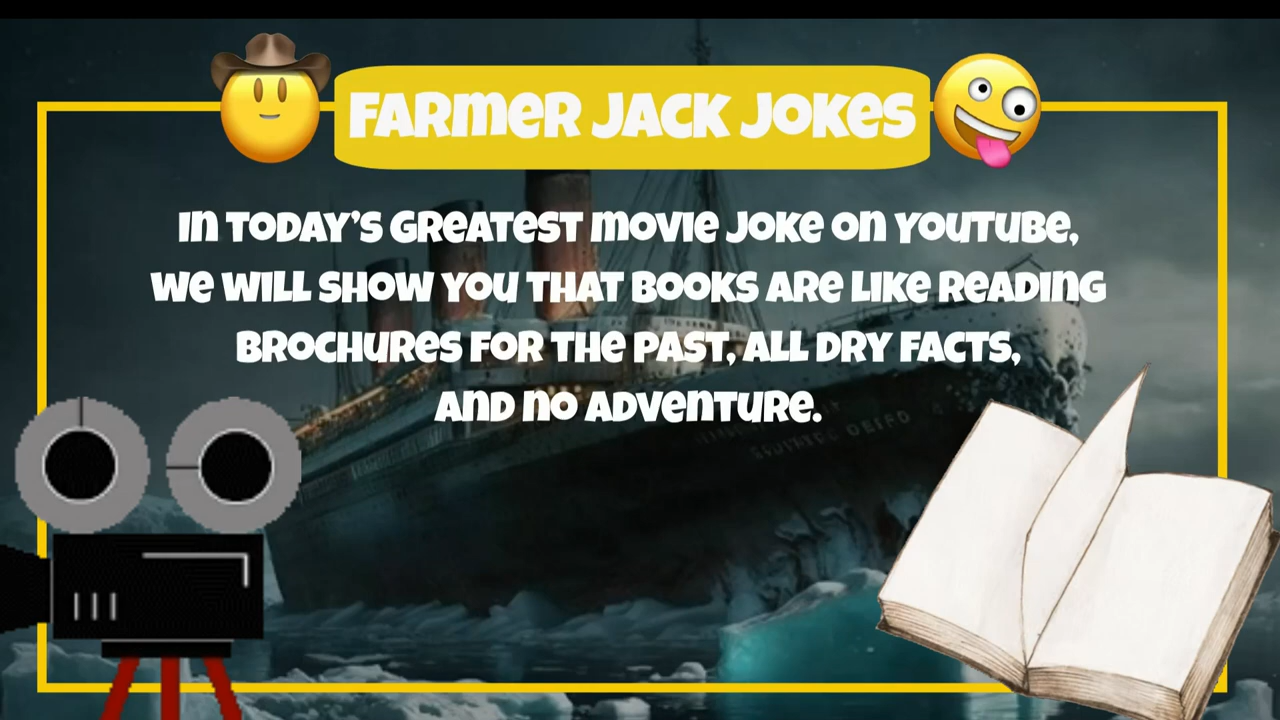 FARMER JACK JOKES
IN TODAY'S GREATEST MOVIE JOKE ON YOUTUBE,
WE WILL SHOW YOU THAT BOOKS ARE LIKE READING
BROCHURES FOR THE PAST, ALL DRY FACTS,
AND NO ADVENTURE.